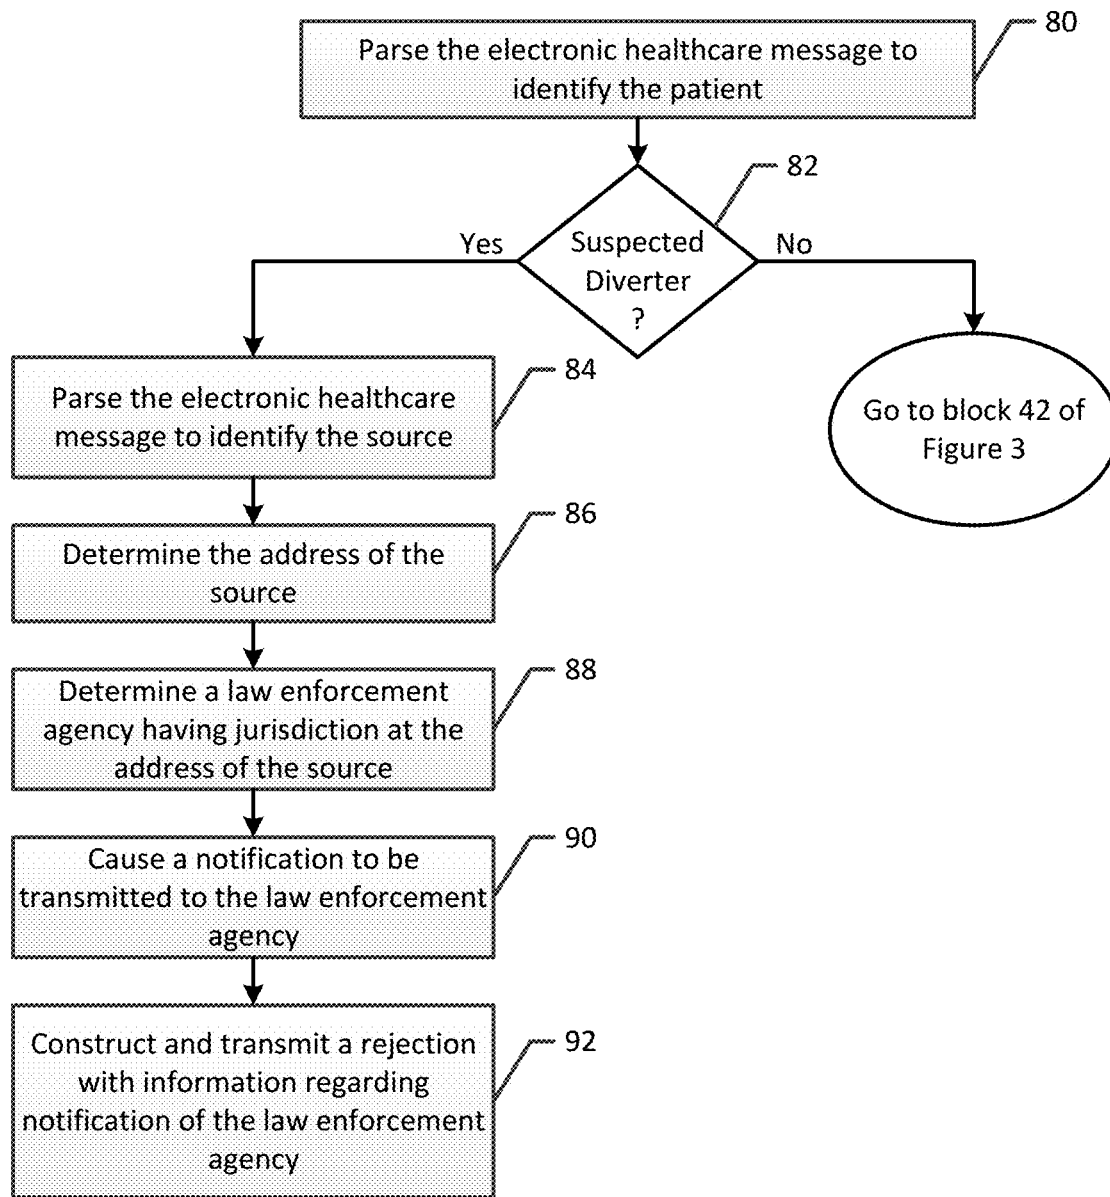 80
Parse the electronic healthcare message to
identify the patient
82
Yes
Suspected
Diverter
?
No
84
Parse the electronic healthcare
message to identify the source
Go to block 42 of
Figure 3
86
Determine the address of the
source
88
Determine a law enforcement
agency having jurisdiction at the
address of the source
90
Cause a notification to be
transmitted to the law enforcement
agency
92
Construct and transmit a rejection
with information regarding
notification of the law enforcement
agency